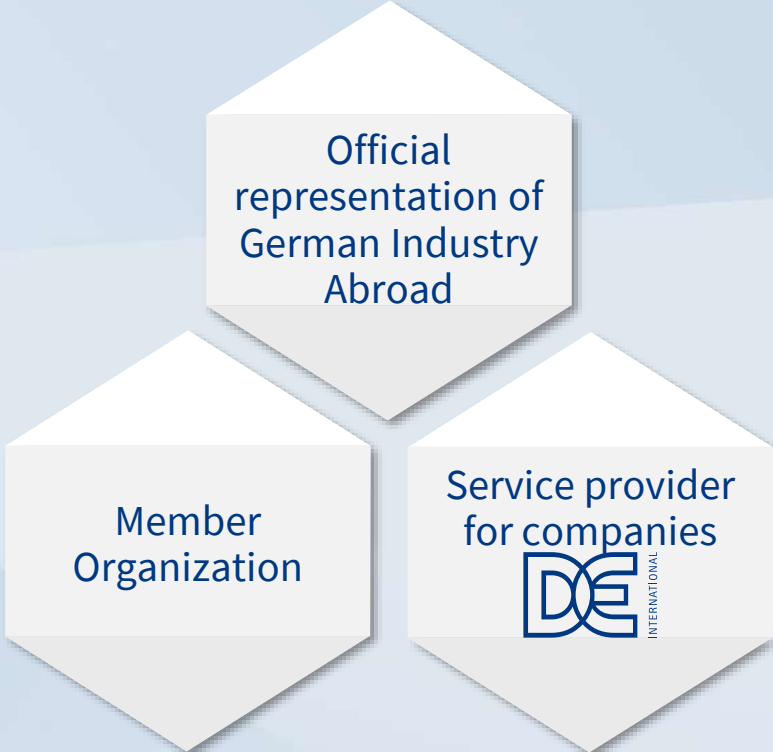 Official
representation of
German Industry
Abroad
Member
Organization
Service provider
for companies
DE
INTERNATIONAL